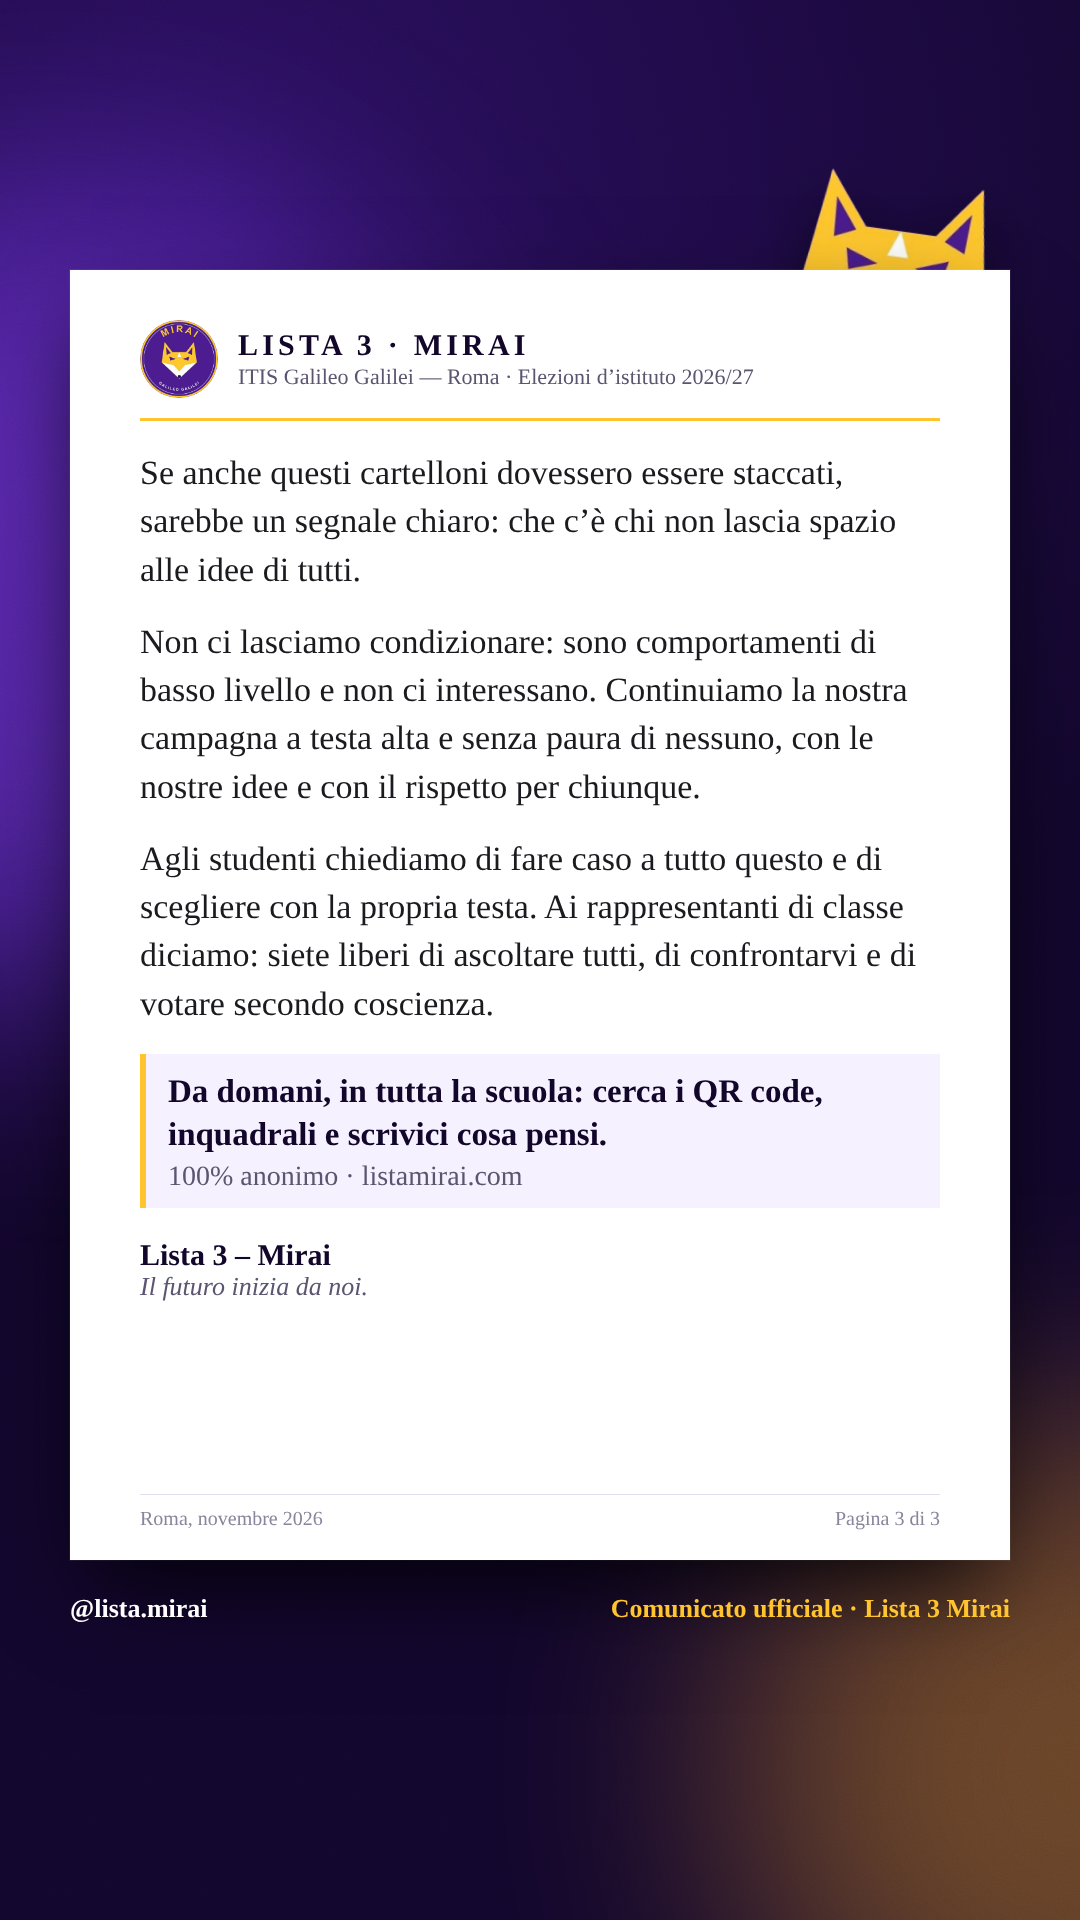 MIRAI
GALILEO GALILEI
LISTA 3 · MIRAI
ITIS Galileo Galilei — Roma · Elezioni d’istituto 2026/27
Se anche questi cartelloni dovessero essere staccati,
sarebbe un segnale chiaro: che c’è chi non lascia spazio
alle idee di tutti.
Non ci lasciamo condizionare: sono comportamenti di
basso livello e non ci interessano. Continuiamo la nostra
campagna a testa alta e senza paura di nessuno, con le
nostre idee e con il rispetto per chiunque.
Agli studenti chiediamo di fare caso a tutto questo e di
scegliere con la propria testa. Ai rappresentanti di classe
diciamo: siete liberi di ascoltare tutti, di confrontarvi e di
votare secondo coscienza.
Da domani, in tutta la scuola: cerca i QR code,
inquadrali e scrivici cosa pensi.
100% anonimo · listamirai.com
Lista 3 – Mirai
Il futuro inizia da noi.
Roma, novembre 2026
Pagina 3 di 3
@lista.mirai
Comunicato ufficiale · Lista 3 Mirai